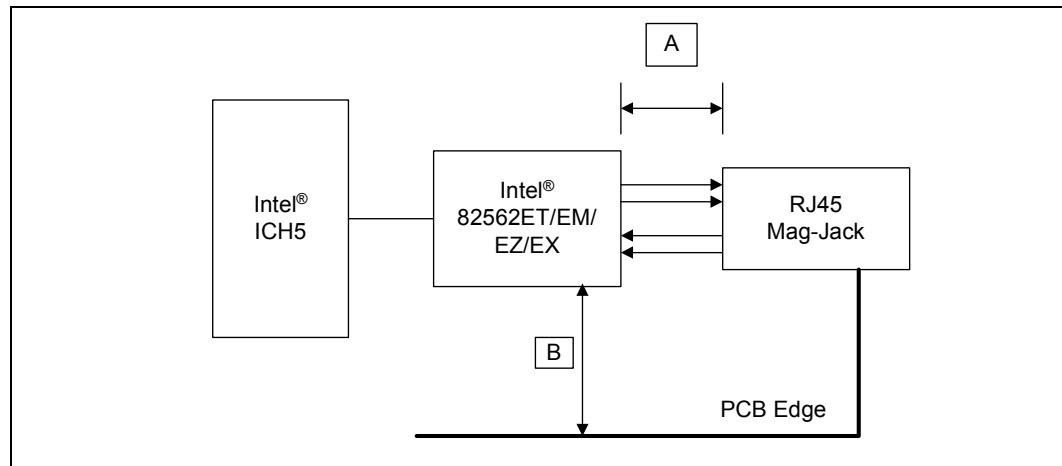 A
Intel®
ICH5
Intel®
82562ET/EM/
EZ/EX
RJ45
Mag-Jack
B
PCB Edge